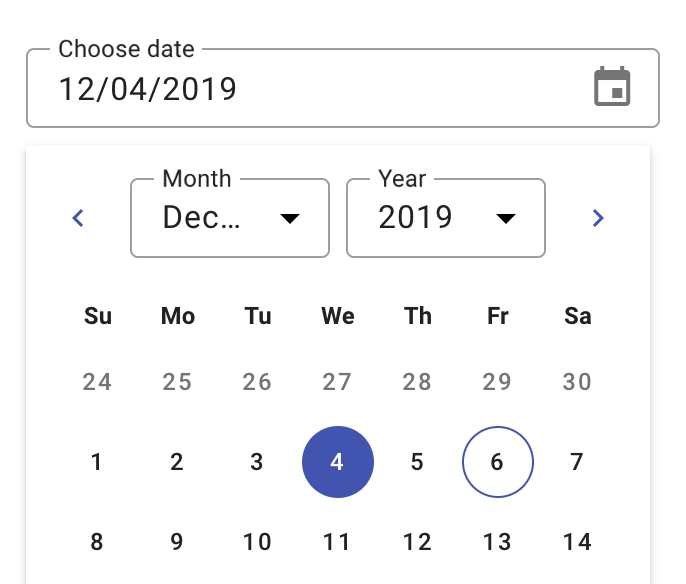 Choose date
12/04/2019
Month
Year
Dec...
2019
Su Mo Tu We Th Fr Sa
24 25 26 27 28 29 30
1 2 3 4 5 6 7
8 9 10 11 12 13 14